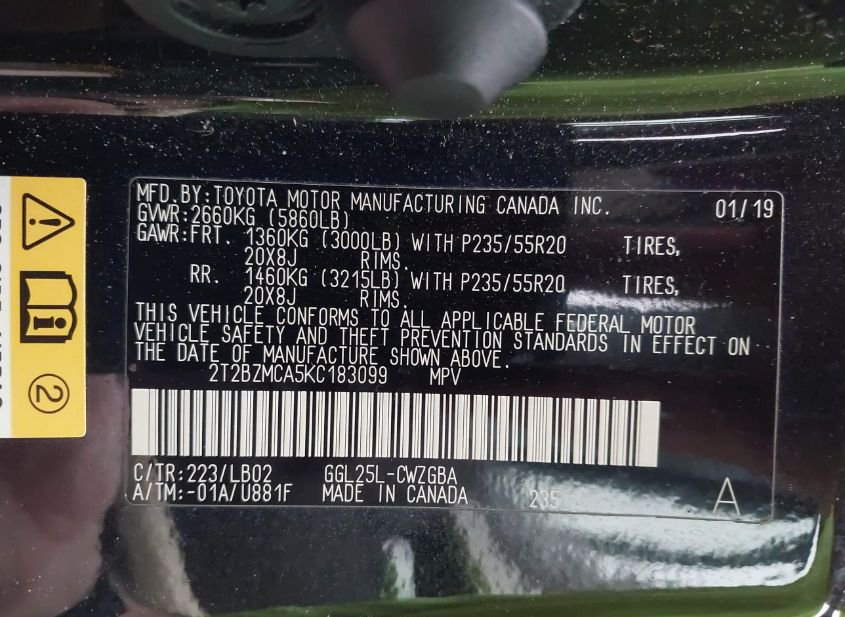 MFD.BY:TOYOTA MOTOR MANUFACTURING CANADA INC. 01/19
GVWR:2660KG (5860LB)
GAWR:FRT. 1360KG (3000LB) WITH P235/55R20 TIRES,
20X8J RIMS.
RR. 1460KG (3215LB) WITH P235/55R20 TIRES,
20X8J RIMS.
THIS VEHICLE CONFORMS TO ALL APPLICABLE FEDERAL MOTOR
VEHICLE SAFETY AND THEFT PREVENTION STANDARDS IN EFFECT ON
THE DATE OF MANUFACTURE SHOWN ABOVE.
2T2BZMCA5KC183099 MPV
C/TR:223/LB02 GGL25L-CWZGBA
A/TM:-01A/U881F MADE IN CANADA 235 A
2